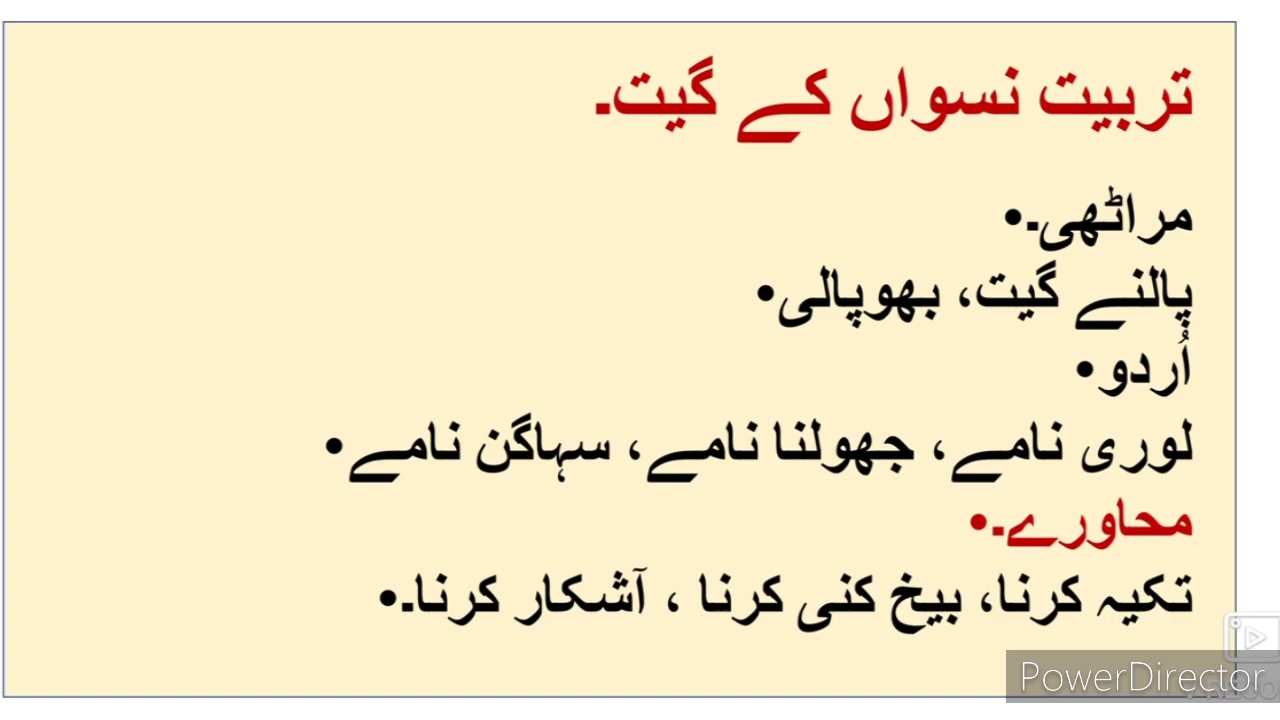 تربیت نسواں کے گیت۔
مراٹھی۔•
پالنے گیت، بھوپالی•
اُردو•
لوری نامے، جھولنا نامے، سہاگن نامے•
محاورے۔•
تکیہ کرنا، بیخ کنی کرنا ، آشکار کرنا۔•
PowerDirector